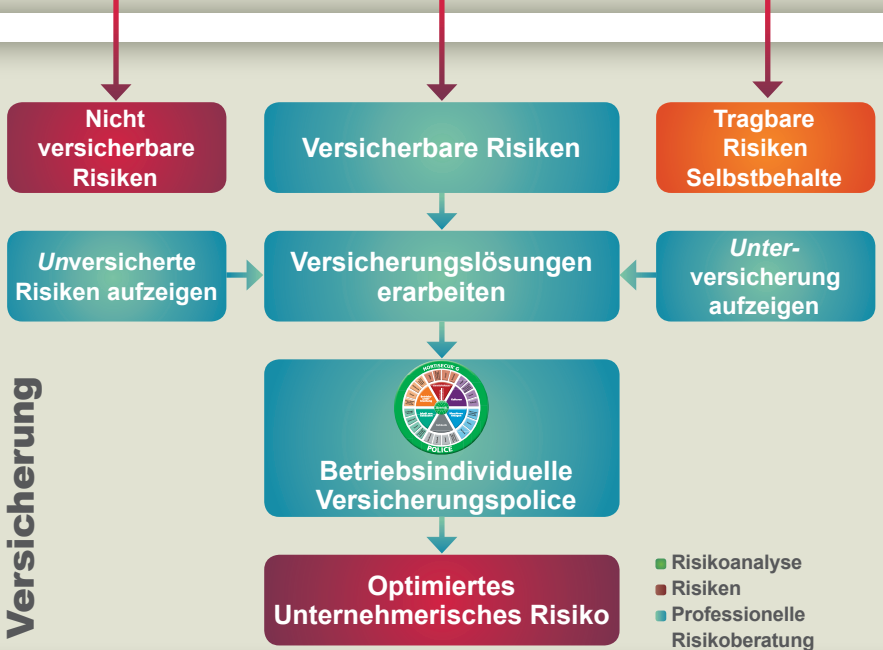 Nicht
versicherbare
Risiken
Versicherbare Risiken
Tragbare
Risiken
Selbstbehalte
Unversicherte
Risiken aufzeigen
Versicherungslösungen
erarbeiten
Unter-
versicherung
aufzeigen
HORTISECUR G
POLICE
Betriebsindividuelle
Versicherungspolice
Optimiertes
Unternehmerisches Risiko
Versicherung
Risikoanalyse
Risiken
Professionelle
Risikoberatung